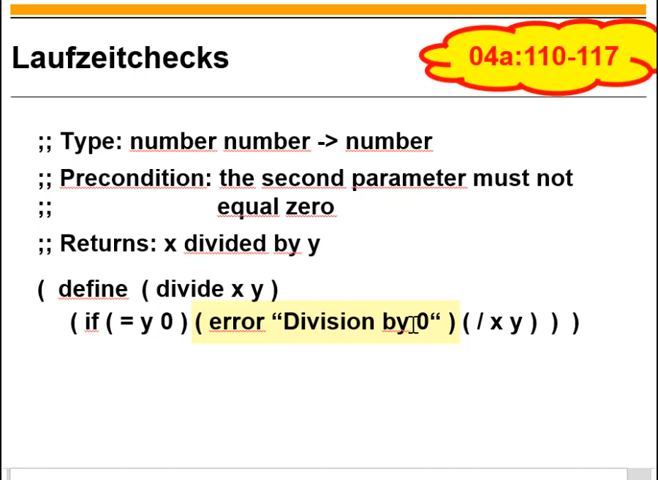 Laufzeitchecks
04a:110-117
;; Type: number number -> number
;; Precondition: the second parameter must not
;; equal zero
;; Returns: x divided by y
( define ( divide x y )
( if ( = y 0 ) ( error “Division by 0“ ) ( / x y ) ) )